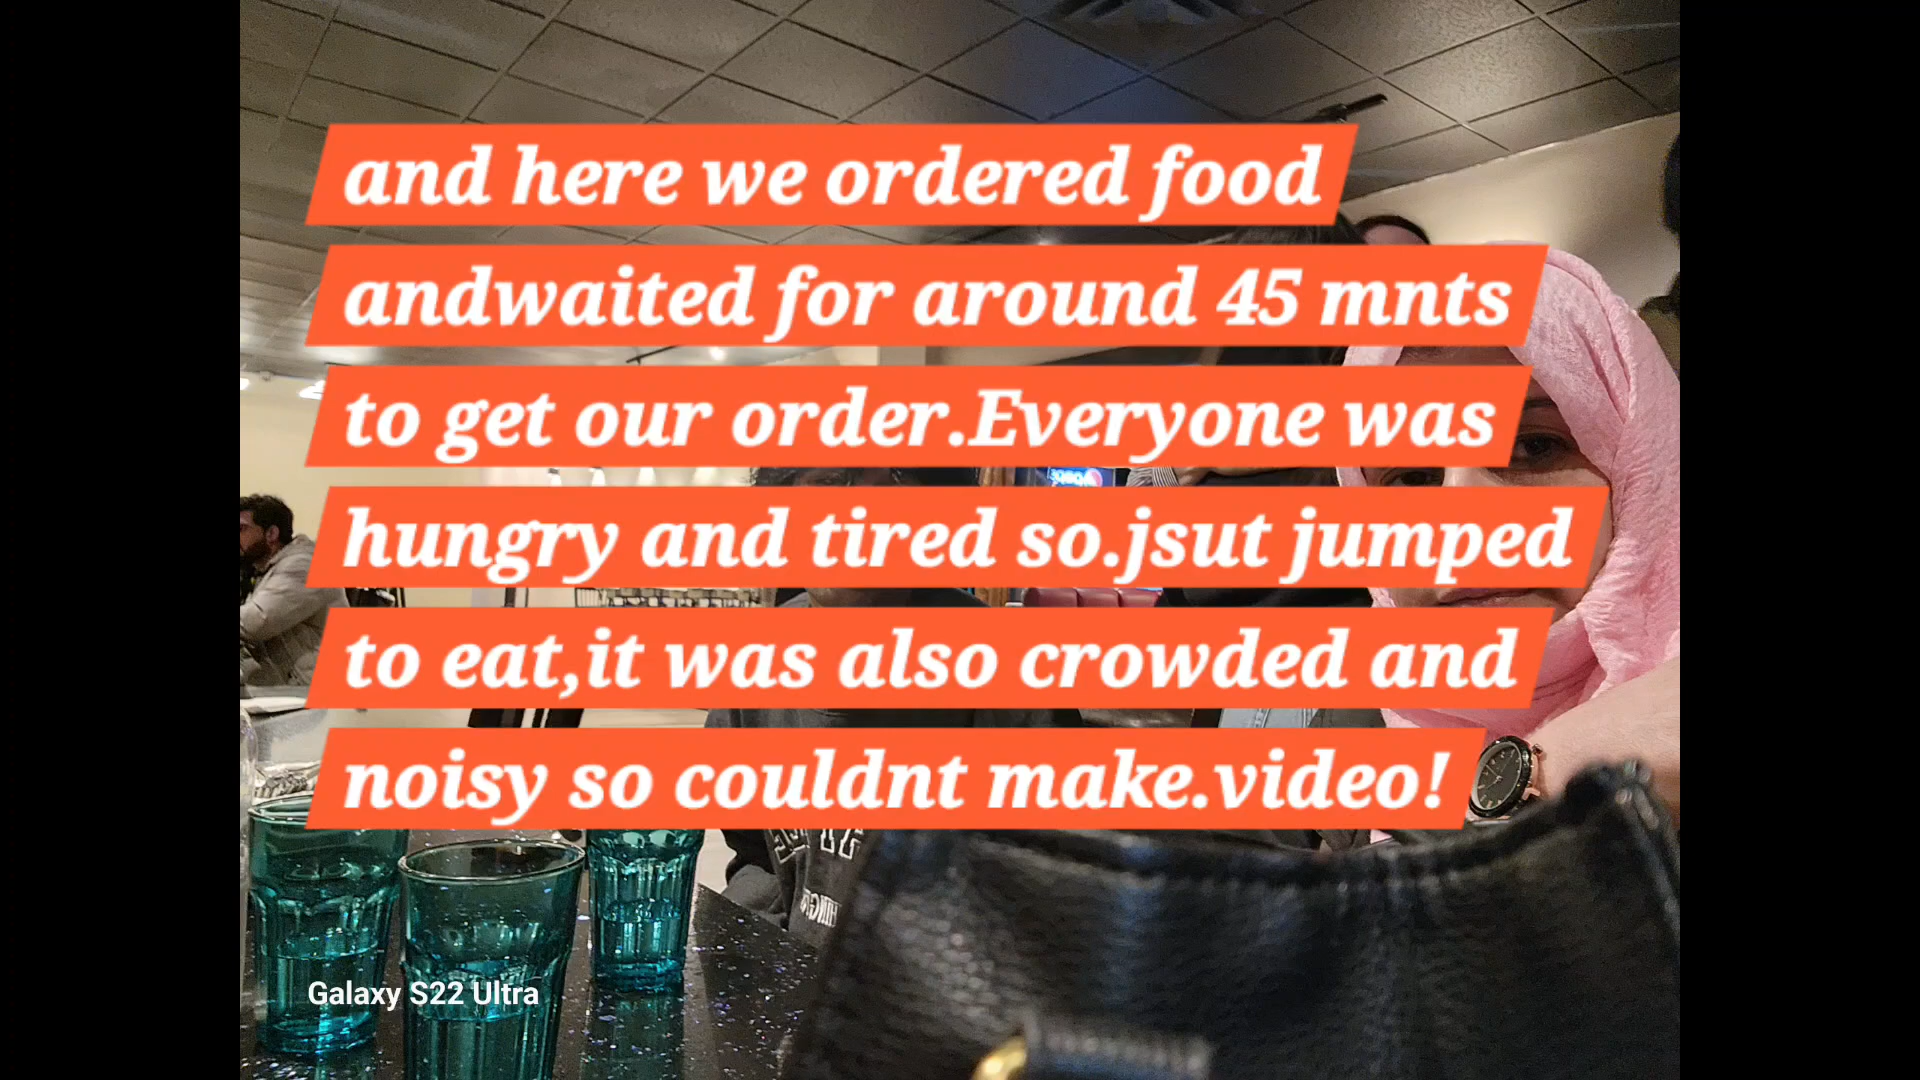 and here we ordered food
andwaited for around 45 mnts
to get our order.Everyone was
hungry and tired so.jsut jumped
to eat,it was also crowded and
noisy so couldnt make.video!
Galaxy S22 Ultra